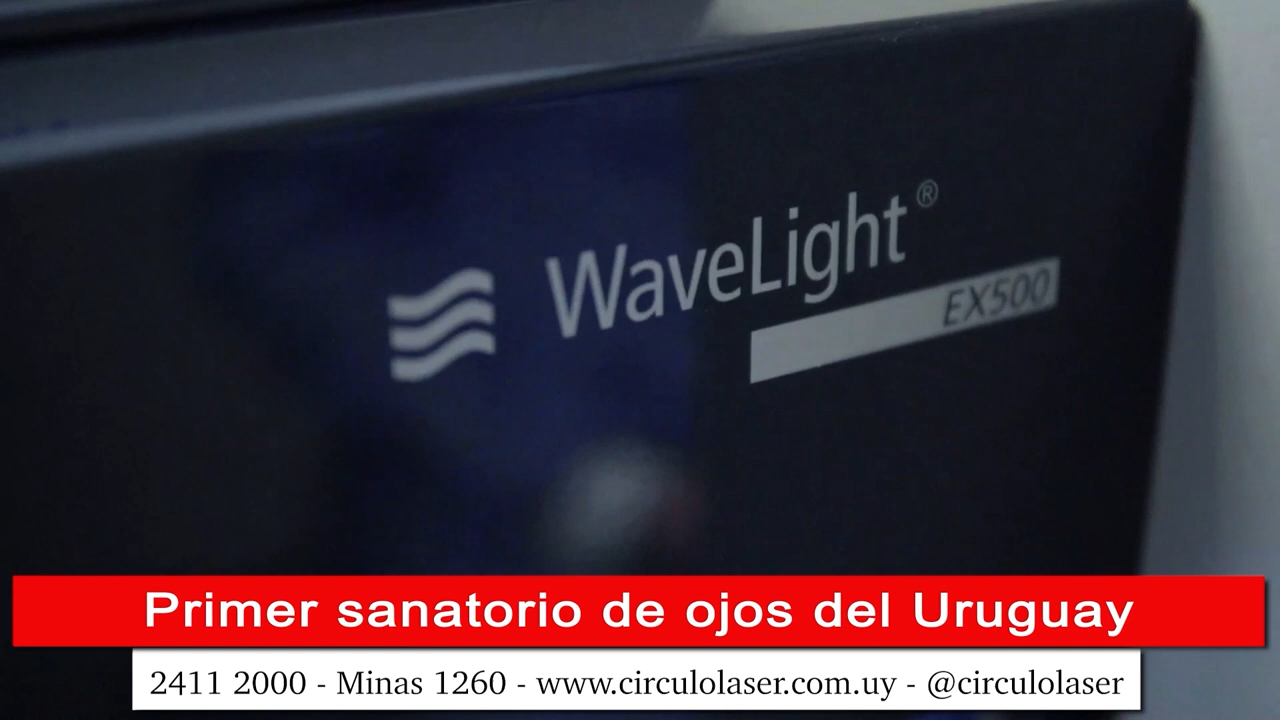 WaveLight®
EX500
Primer sanatorio de ojos del Uruguay
2411 2000 - Minas 1260 - www.circulolaser.com.uy - @circulolaser